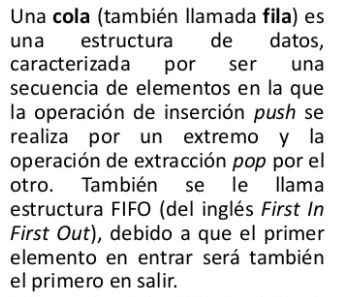 Una cola (también llamada fila) es
una estructura de datos,
caracterizada por ser una
secuencia de elementos en la que
la operación de inserción push se
realiza por un extremo y la
operación de extracción pop por el
otro. También se le llama
estructura FIFO (del inglés First In
First Out), debido a que el primer
elemento en entrar será también
el primero en salir.